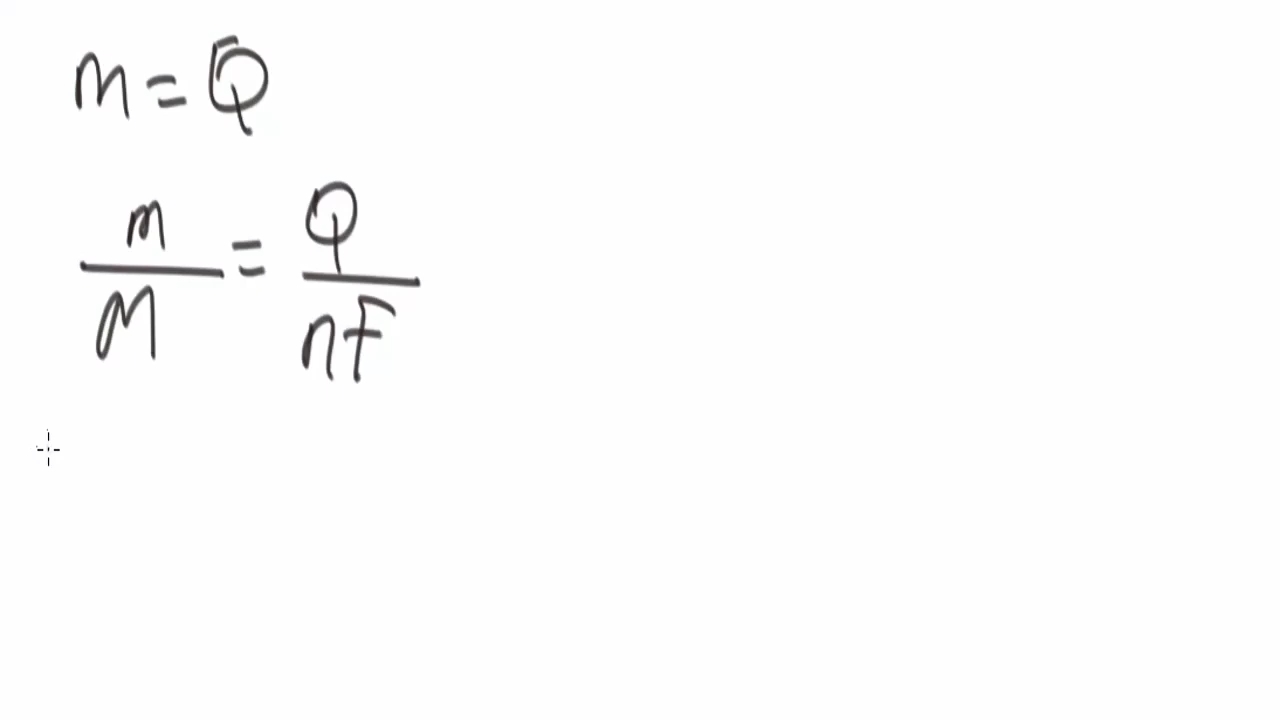 m = Q
m/M = Q/nF